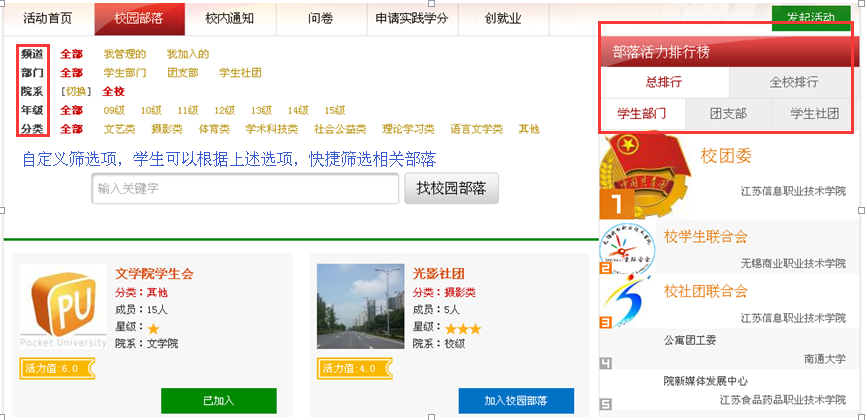 活动首页 校园部落 校内通知 问卷 申请实践学分 创就业 发起活动
频道 全部 我管理的 我加入的
部门 全部 学生部门 团支部 学生社团
院系 [切换] 全校
年级 全部 09级 10级 11级 12级 13级 14级 15级
分类 全部 文艺类 摄影类 体育类 学术科技类 社会公益类 理论学习类 语言文学类 其他
自定义筛选项，学生可以根据上述选项，快捷筛选相关部落
输入关键字 找校园部落
文学院学生会
分类：其他
成员：15人
星级：
院系：文学院
PU
Pocket University
活力值:6.0
已加入
光影社团
分类：摄影类
成员：5人
星级：
院系：校级
活力值:4.0
加入校园部落
部落活力排行榜
总排行 全校排行
学生部门 团支部 学生社团
1
校团委
江苏信息职业技术学院
2
校学生联合会
无锡商业职业技术学院
3
校社团联合会
江苏信息职业技术学院
4
公寓团工委
南通大学
5
院新媒体发展中心
江苏食品药品职业技术学院